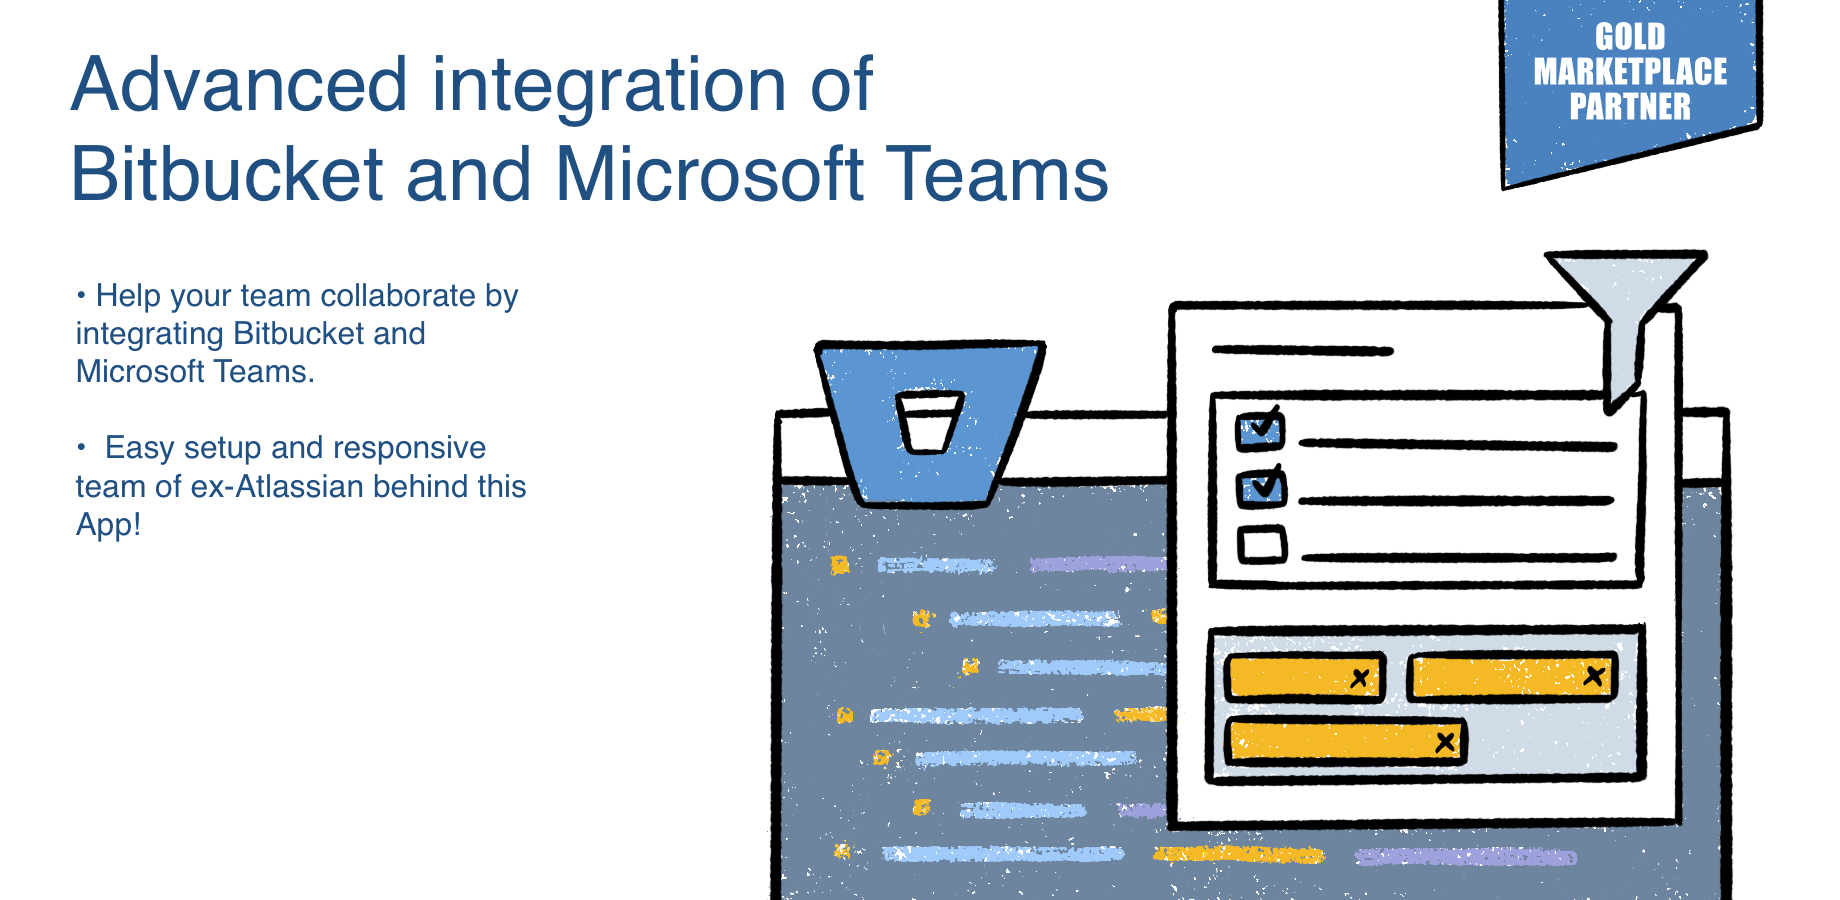 Advanced integration of
Bitbucket and Microsoft Teams
GOLD
MARKETPLACE
PARTNER
• Help your team collaborate by
integrating Bitbucket and
Microsoft Teams.
• Easy setup and responsive
team of ex-Atlassian behind this
App!